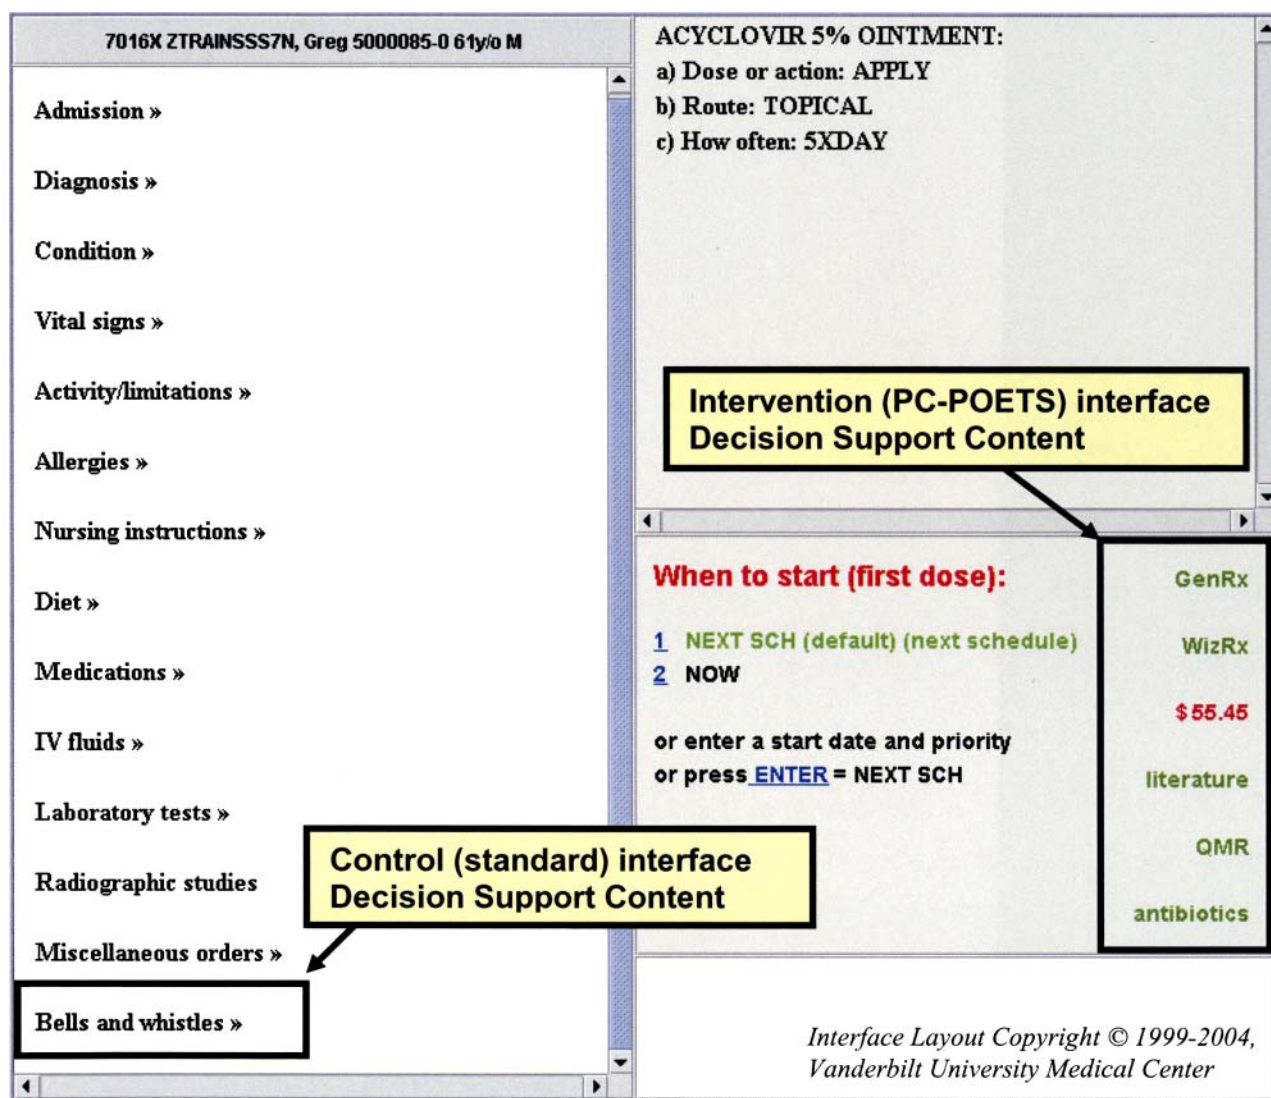 7016X ZTRAINSSS7N, Greg 5000085-0 61y/o M
Admission »
Diagnosis »
Condition »
Vital signs »
Activity/limitations »
Allergies »
Nursing instructions »
Diet »
Medications »
IV fluids »
Laboratory tests »
Radiographic studies
Miscellaneous orders »
Bells and whistles »
Control (standard) interface
Decision Support Content
ACYCLOVIR 5% OINTMENT:
a) Dose or action: APPLY
b) Route: TOPICAL
c) How often: 5XDAY
Intervention (PC-POETS) interface
Decision Support Content
When to start (first dose):
1 NEXT SCH (default) (next schedule)
2 NOW
or enter a start date and priority
or press ENTER = NEXT SCH
GenRx
WizRx
$55.45
literature
QMR
antibiotics
Interface Layout Copyright © 1999-2004,
Vanderbilt University Medical Center